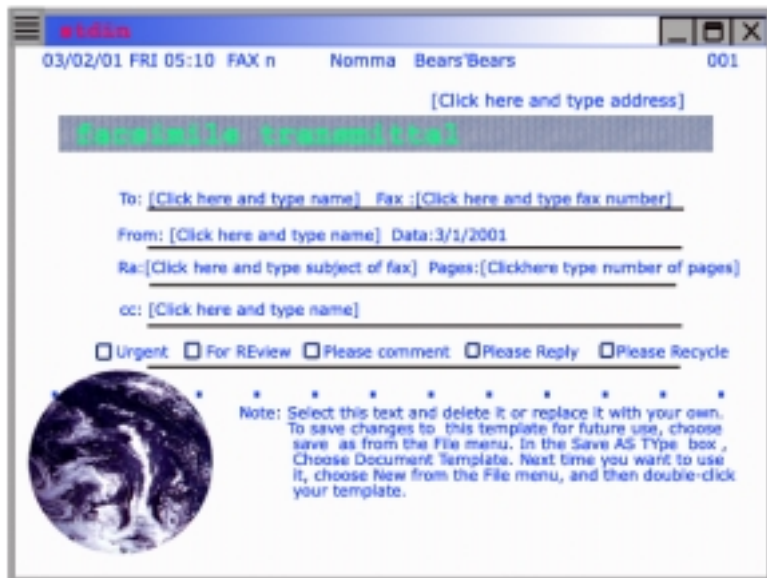 stdin
03/02/01 FRI 05:10 FAX n Nomma Bears'Bears 001
[Click here and type address]
facsimile transmittal
To: [Click here and type name] Fax :[Click here and type fax number]
From: [Click here and type name] Data:3/1/2001
Ra:[Click here and type subject of fax] Pages:[Clickhere type number of pages]
cc: [Click here and type name]
Urgent For REview Please comment Please Reply Please Recycle
Note: Select this text and delete it or replace it with your own.
To save changes to this template for future use, choose
save as from the File menu. In the Save AS TYpe box ,
Choose Document Template. Next time you want to use
it, choose New from the File menu, and then double-click
your template.